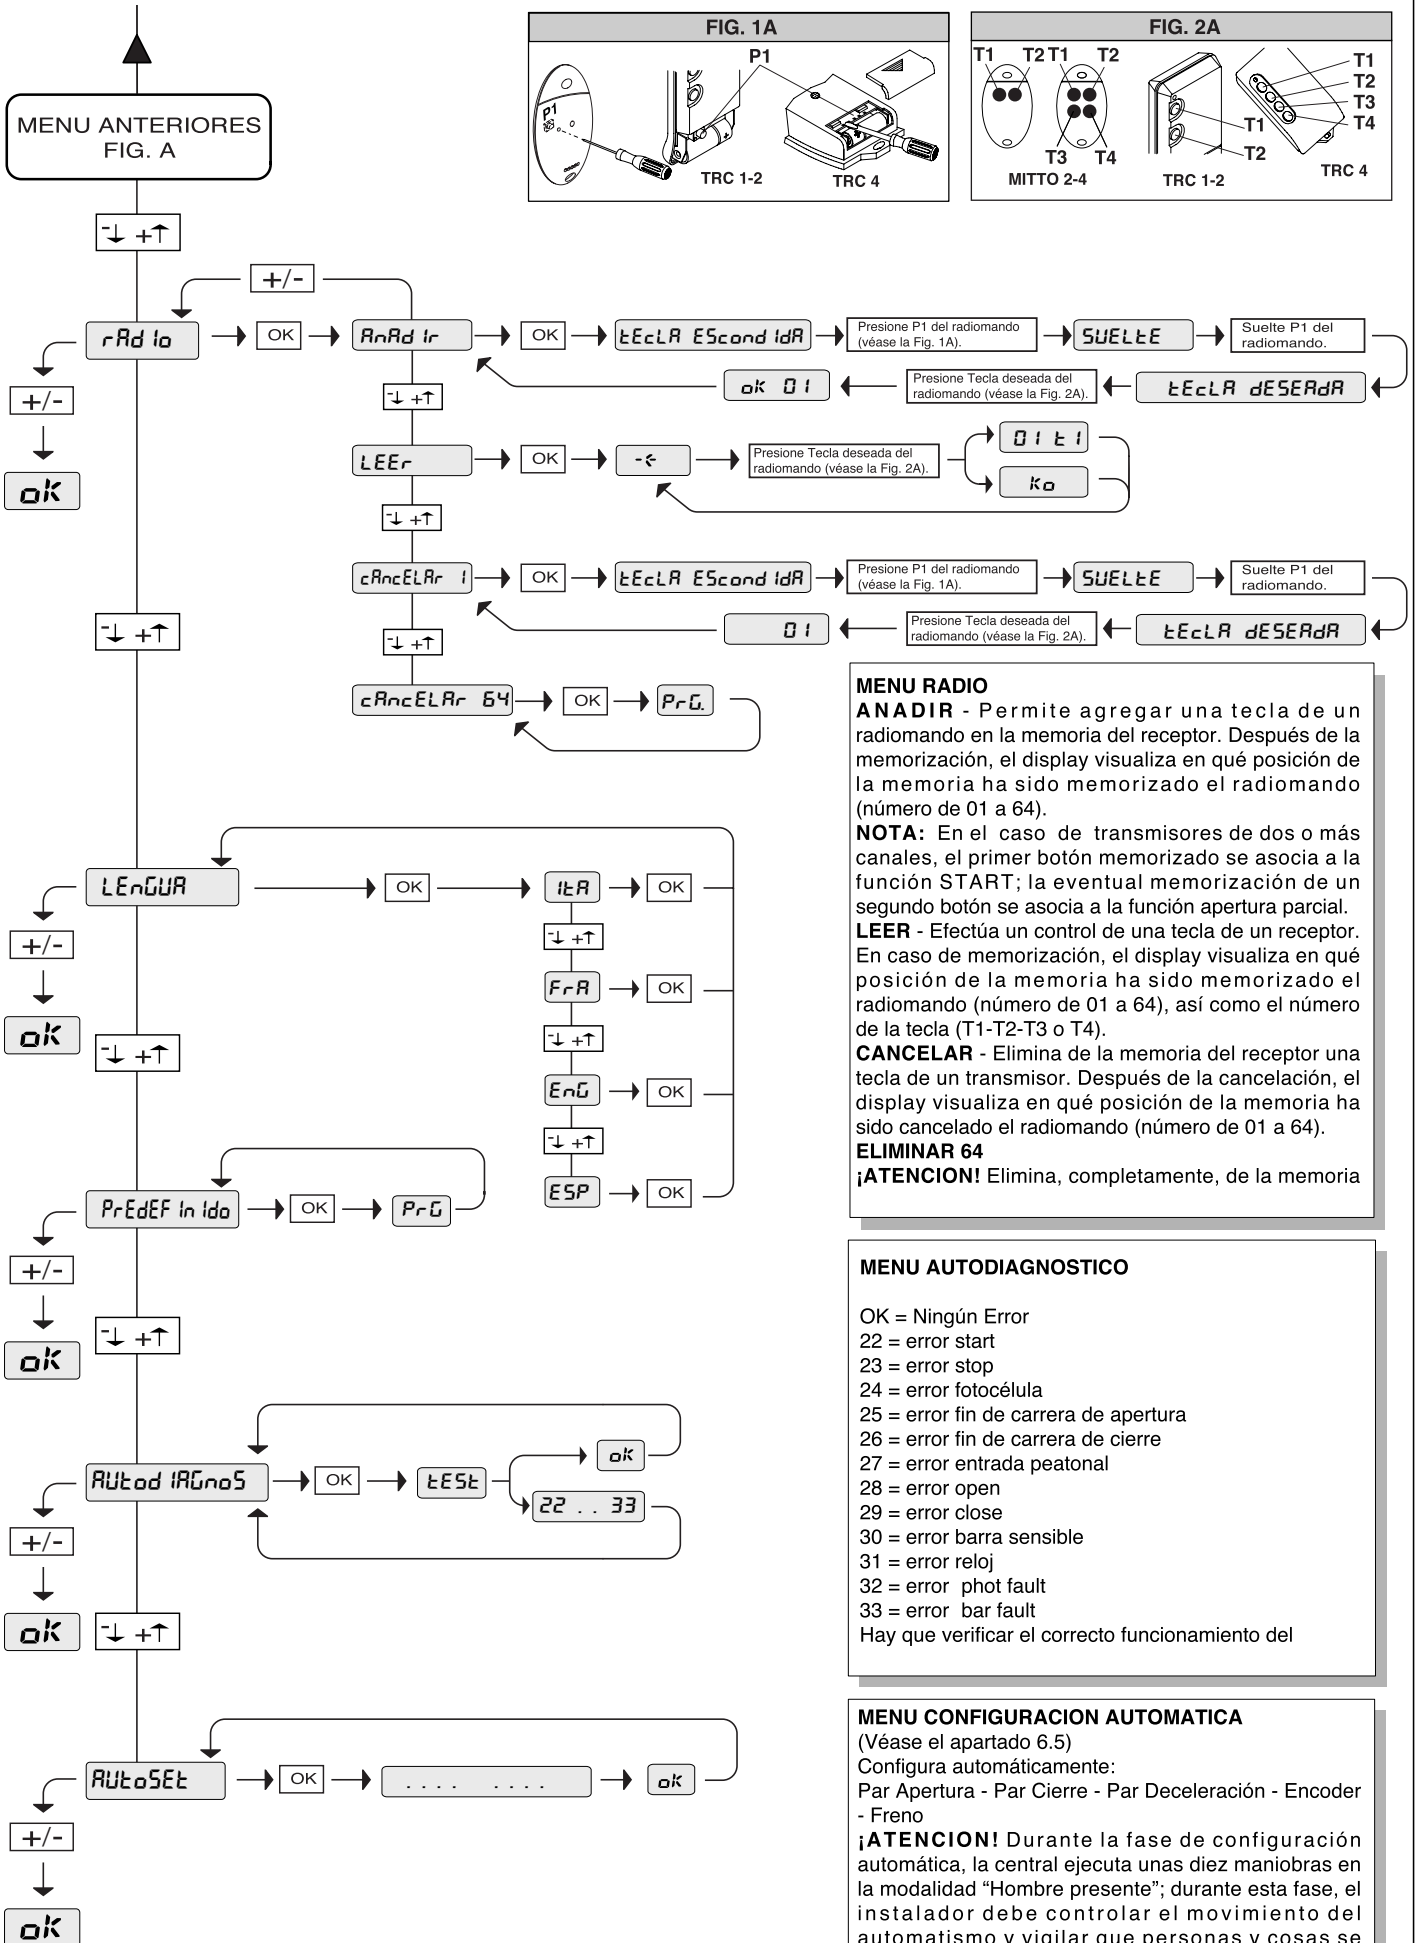 FIG. 1A
P1
P1
TRC 1-2
TRC 4
FIG. 2A
T1 T2 T1 T2
T3 T4
MITTO 2-4
T1
T2
TRC 1-2
T1
T2
T3
T4
TRC 4
MENU ANTERIORES
FIG. A
-↓ +↑
+/-
rAdIo
OK
AnAdIr
OK
tEcLA EScondIdA
Presione P1 del radiomando
(véase la Fig. 1A).
SUELtE
Suelte P1 del
radiomando.
tEcLA dESEAdA
Presione Tecla deseada del
radiomando (véase la Fig. 2A).
oK 01
+/-
oK
-↓ +↑
LEEr
OK
Presione Tecla deseada del
radiomando (véase la Fig. 2A).
01 t1
Ko
-↓ +↑
cAncELAr 1
OK
tEcLA EScondIdA
Presione P1 del radiomando
(véase la Fig. 1A).
SUELtE
Suelte P1 del
radiomando.
tEcLA dESEAdA
Presione Tecla deseada del
radiomando (véase la Fig. 2A).
01
-↓ +↑
-↓ +↑
cAncELAr 64
OK
PrG.
LEnGUA
OK
ItA
OK
-↓ +↑
FrA
OK
-↓ +↑
EnG
OK
-↓ +↑
ESP
OK
+/-
oK
-↓ +↑
PrEdEFInIdo
OK
PrG
+/-
oK
-↓ +↑
AUtodIAGnoS
OK
tESt
oK
22 . . 33
+/-
oK
-↓ +↑
AUtoSEt
OK
. . . . . . . .
oK
+/-
oK
MENU RADIO
ANADIR - Permite agregar una tecla de un
radiomando en la memoria del receptor. Después de la
memorización, el display visualiza en qué posición de
la memoria ha sido memorizado el radiomando
(número de 01 a 64).
NOTA: En el caso de transmisores de dos o más
canales, el primer botón memorizado se asocia a la
función START; la eventual memorización de un
segundo botón se asocia a la función apertura parcial.
LEER - Efectúa un control de una tecla de un receptor.
En caso de memorización, el display visualiza en qué
posición de la memoria ha sido memorizado el
radiomando (número de 01 a 64), así como el número
de la tecla (T1-T2-T3 o T4).
CANCELAR - Elimina de la memoria del receptor una
tecla de un transmisor. Después de la cancelación, el
display visualiza en qué posición de la memoria ha
sido cancelado el radiomando (número de 01 a 64).
ELIMINAR 64
¡ATENCION! Elimina, completamente, de la memoria
MENU AUTODIAGNOSTICO
OK = Ningún Error
22 = error start
23 = error stop
24 = error fotocélula
25 = error fin de carrera de apertura
26 = error fin de carrera de cierre
27 = error entrada peatonal
28 = error open
29 = error close
30 = error barra sensible
31 = error reloj
32 = error phot fault
33 = error bar fault
Hay que verificar el correcto funcionamiento del
MENU CONFIGURACION AUTOMATICA
(Véase el apartado 6.5)
Configura automáticamente:
Par Apertura - Par Cierre - Par Deceleración - Encoder
- Freno
¡ATENCION! Durante la fase de configuración
automática, la central ejecuta unas diez maniobras en
la modalidad “Hombre presente”; durante esta fase, el
instalador debe controlar el movimiento del
automatismo y vigilar que personas y cosas se